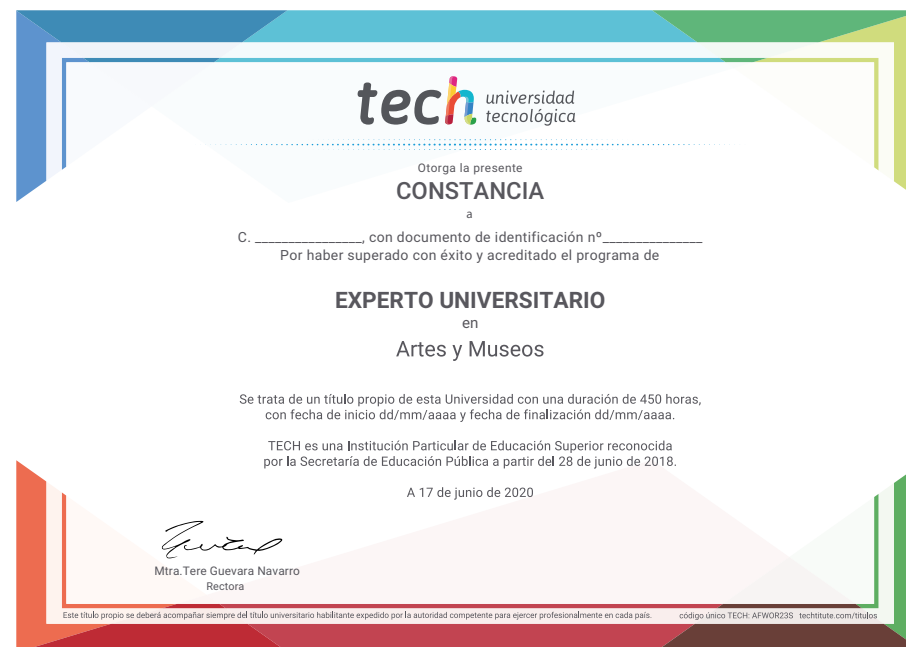 tech universidad
tecnológica
Otorga la presente
CONSTANCIA
a
C. ________________, con documento de identificación nº_______________
Por haber superado con éxito y acreditado el programa de
EXPERTO UNIVERSITARIO
en
Artes y Museos
Se trata de un título propio de esta Universidad con una duración de 450 horas,
con fecha de inicio dd/mm/aaaa y fecha de finalización dd/mm/aaaa.
TECH es una Institución Particular de Educación Superior reconocida
por la Secretaría de Educación Pública a partir del 28 de junio de 2018.
A 17 de junio de 2020
Mtra.Tere Guevara Navarro
Rectora
Este título propio se deberá acompañar siempre del título universitario habilitante expedido por la autoridad competente para ejercer profesionalmente en cada país. código único TECH: AFWOR23S techtitute.com/titulos